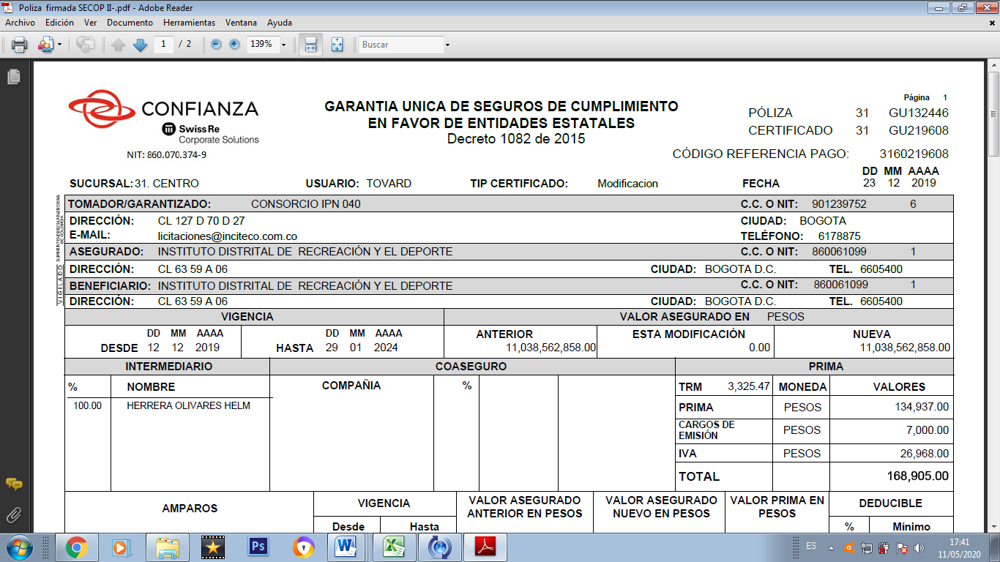 Poliza firmada SECOP II-.pdf - Adobe Reader
Archivo Edición Ver Documento Herramientas Ventana Ayuda
1 / 2 139% Buscar
Página 1
CONFIANZA
Swiss Re
Corporate Solutions
NIT: 860.070.374-9
GARANTIA UNICA DE SEGUROS DE CUMPLIMIENTO
EN FAVOR DE ENTIDADES ESTATALES
Decreto 1082 de 2015
PÓLIZA 31 GU132446
CERTIFICADO 31 GU219608
CÓDIGO REFERENCIA PAGO: 3160219608
DD MM AAAA
SUCURSAL: 31. CENTRO USUARIO: TOVARD TIP CERTIFICADO: Modificacion FECHA 23 12 2019
TOMADOR/GARANTIZADO: CONSORCIO IPN 040 C.C. O NIT: 901239752 6
DIRECCIÓN: CL 127 D 70 D 27 CIUDAD: BOGOTA
E-MAIL: licitaciones@inciteco.com.co TELÉFONO: 6178875
ASEGURADO: INSTITUTO DISTRITAL DE RECREACIÓN Y EL DEPORTE C.C. O NIT: 860061099 1
DIRECCIÓN: CL 63 59 A 06 CIUDAD: BOGOTA D.C. TEL. 6605400
BENEFICIARIO: INSTITUTO DISTRITAL DE RECREACIÓN Y EL DEPORTE C.C. O NIT: 860061099 1
DIRECCIÓN: CL 63 59 A 06 CIUDAD: BOGOTA D.C. TEL. 6605400
VIGILADO SUPERINTENDENCIA FINANCIERA
DE COLOMBIA
VIGENCIA VALOR ASEGURADO EN PESOS
DD MM AAAA DD MM AAAA ANTERIOR ESTA MODIFICACIÓN NUEVA
DESDE 12 12 2019 HASTA 29 01 2024 11,038,562,858.00 0.00 11,038,562,858.00
INTERMEDIARIO COASEGURO PRIMA
% NOMBRE COMPAÑIA % TRM 3,325.47 MONEDA VALORES
100.00 HERRERA OLIVARES HELM PRIMA PESOS 134,937.00
CARGOS DE
EMISIÓN PESOS 7,000.00
IVA PESOS 26,968.00
TOTAL 168,905.00
AMPAROS VIGENCIA VALOR ASEGURADO
ANTERIOR EN PESOS VALOR ASEGURADO
NUEVO EN PESOS VALOR PRIMA EN
PESOS DEDUCIBLE
Desde Hasta % Mínimo
Ps
ES 17:41
11/05/2020